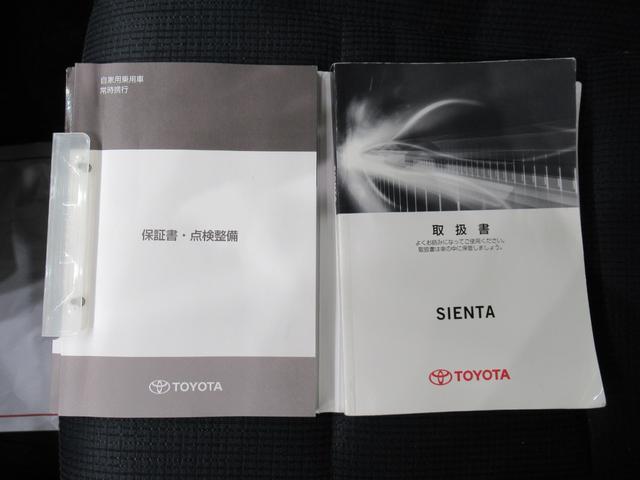 自家用乗用車
常時携行
保証書・点検整備
TOYOTA
取扱書
よくお読みになってご使用ください。
取扱書は車の中に保管しましょう。
SIENTA
TOYOTA